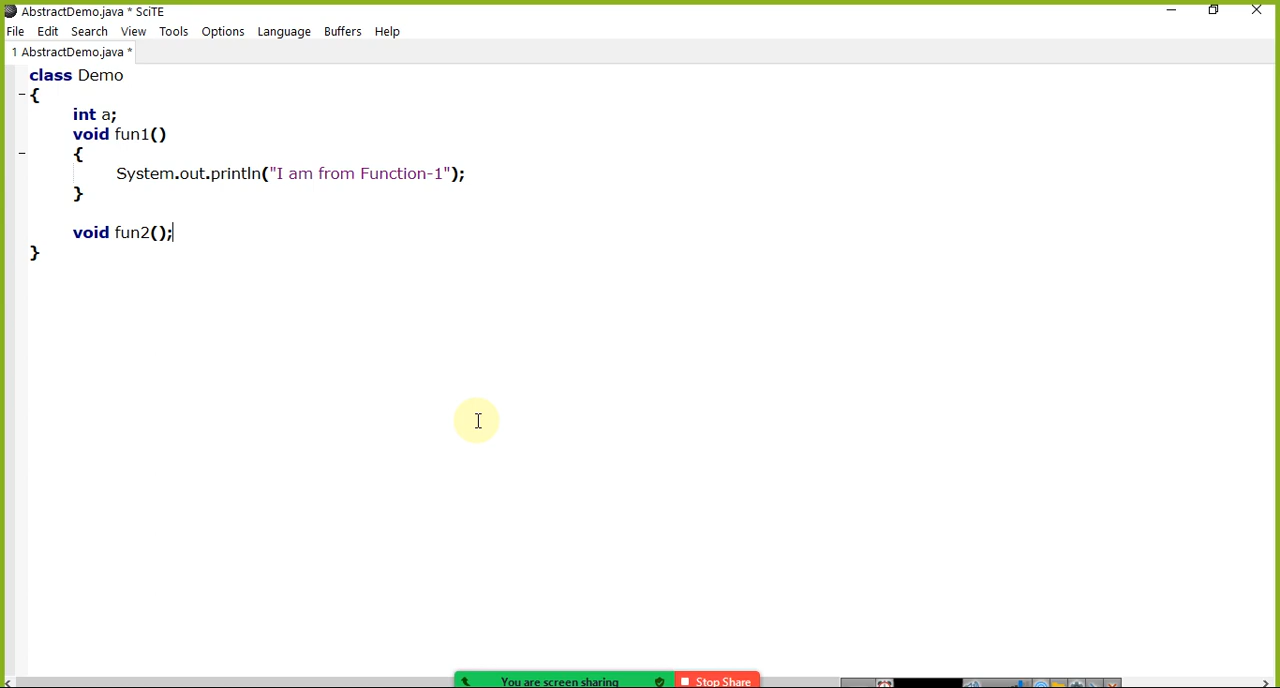 AbstractDemo.java * SciTE
File Edit Search View Tools Options Language Buffers Help
1 AbstractDemo.java *
class Demo
{
int a;
void fun1()
{
System.out.println("I am from Function-1");
}
void fun2();
}
You are screen sharing Stop Share